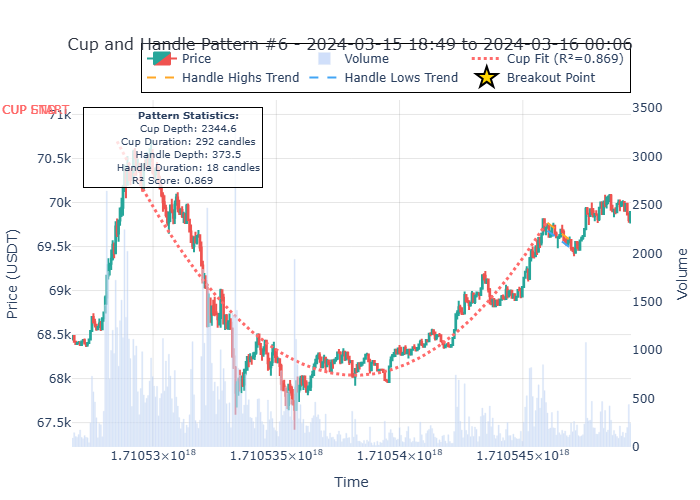 Cup and Handle Pattern #6 - 2024-03-15 18:49 to 2024-03-16 00:06
Price
Volume
Cup Fit (R²=0.869)
Handle Highs Trend
Handle Lows Trend
Breakout Point
CUP START
Pattern Statistics:
Cup Depth: 2344.6
Cup Duration: 292 candles
Handle Depth: 373.5
Handle Duration: 18 candles
R² Score: 0.869
71k
70.5k
70k
69.5k
69k
68.5k
68k
67.5k
Price (USDT)
3500
3000
2500
2000
1500
1000
500
0
Volume
1.71053×10¹⁸
1.710535×10¹⁸
1.71054×10¹⁸
1.710545×10¹⁸
Time